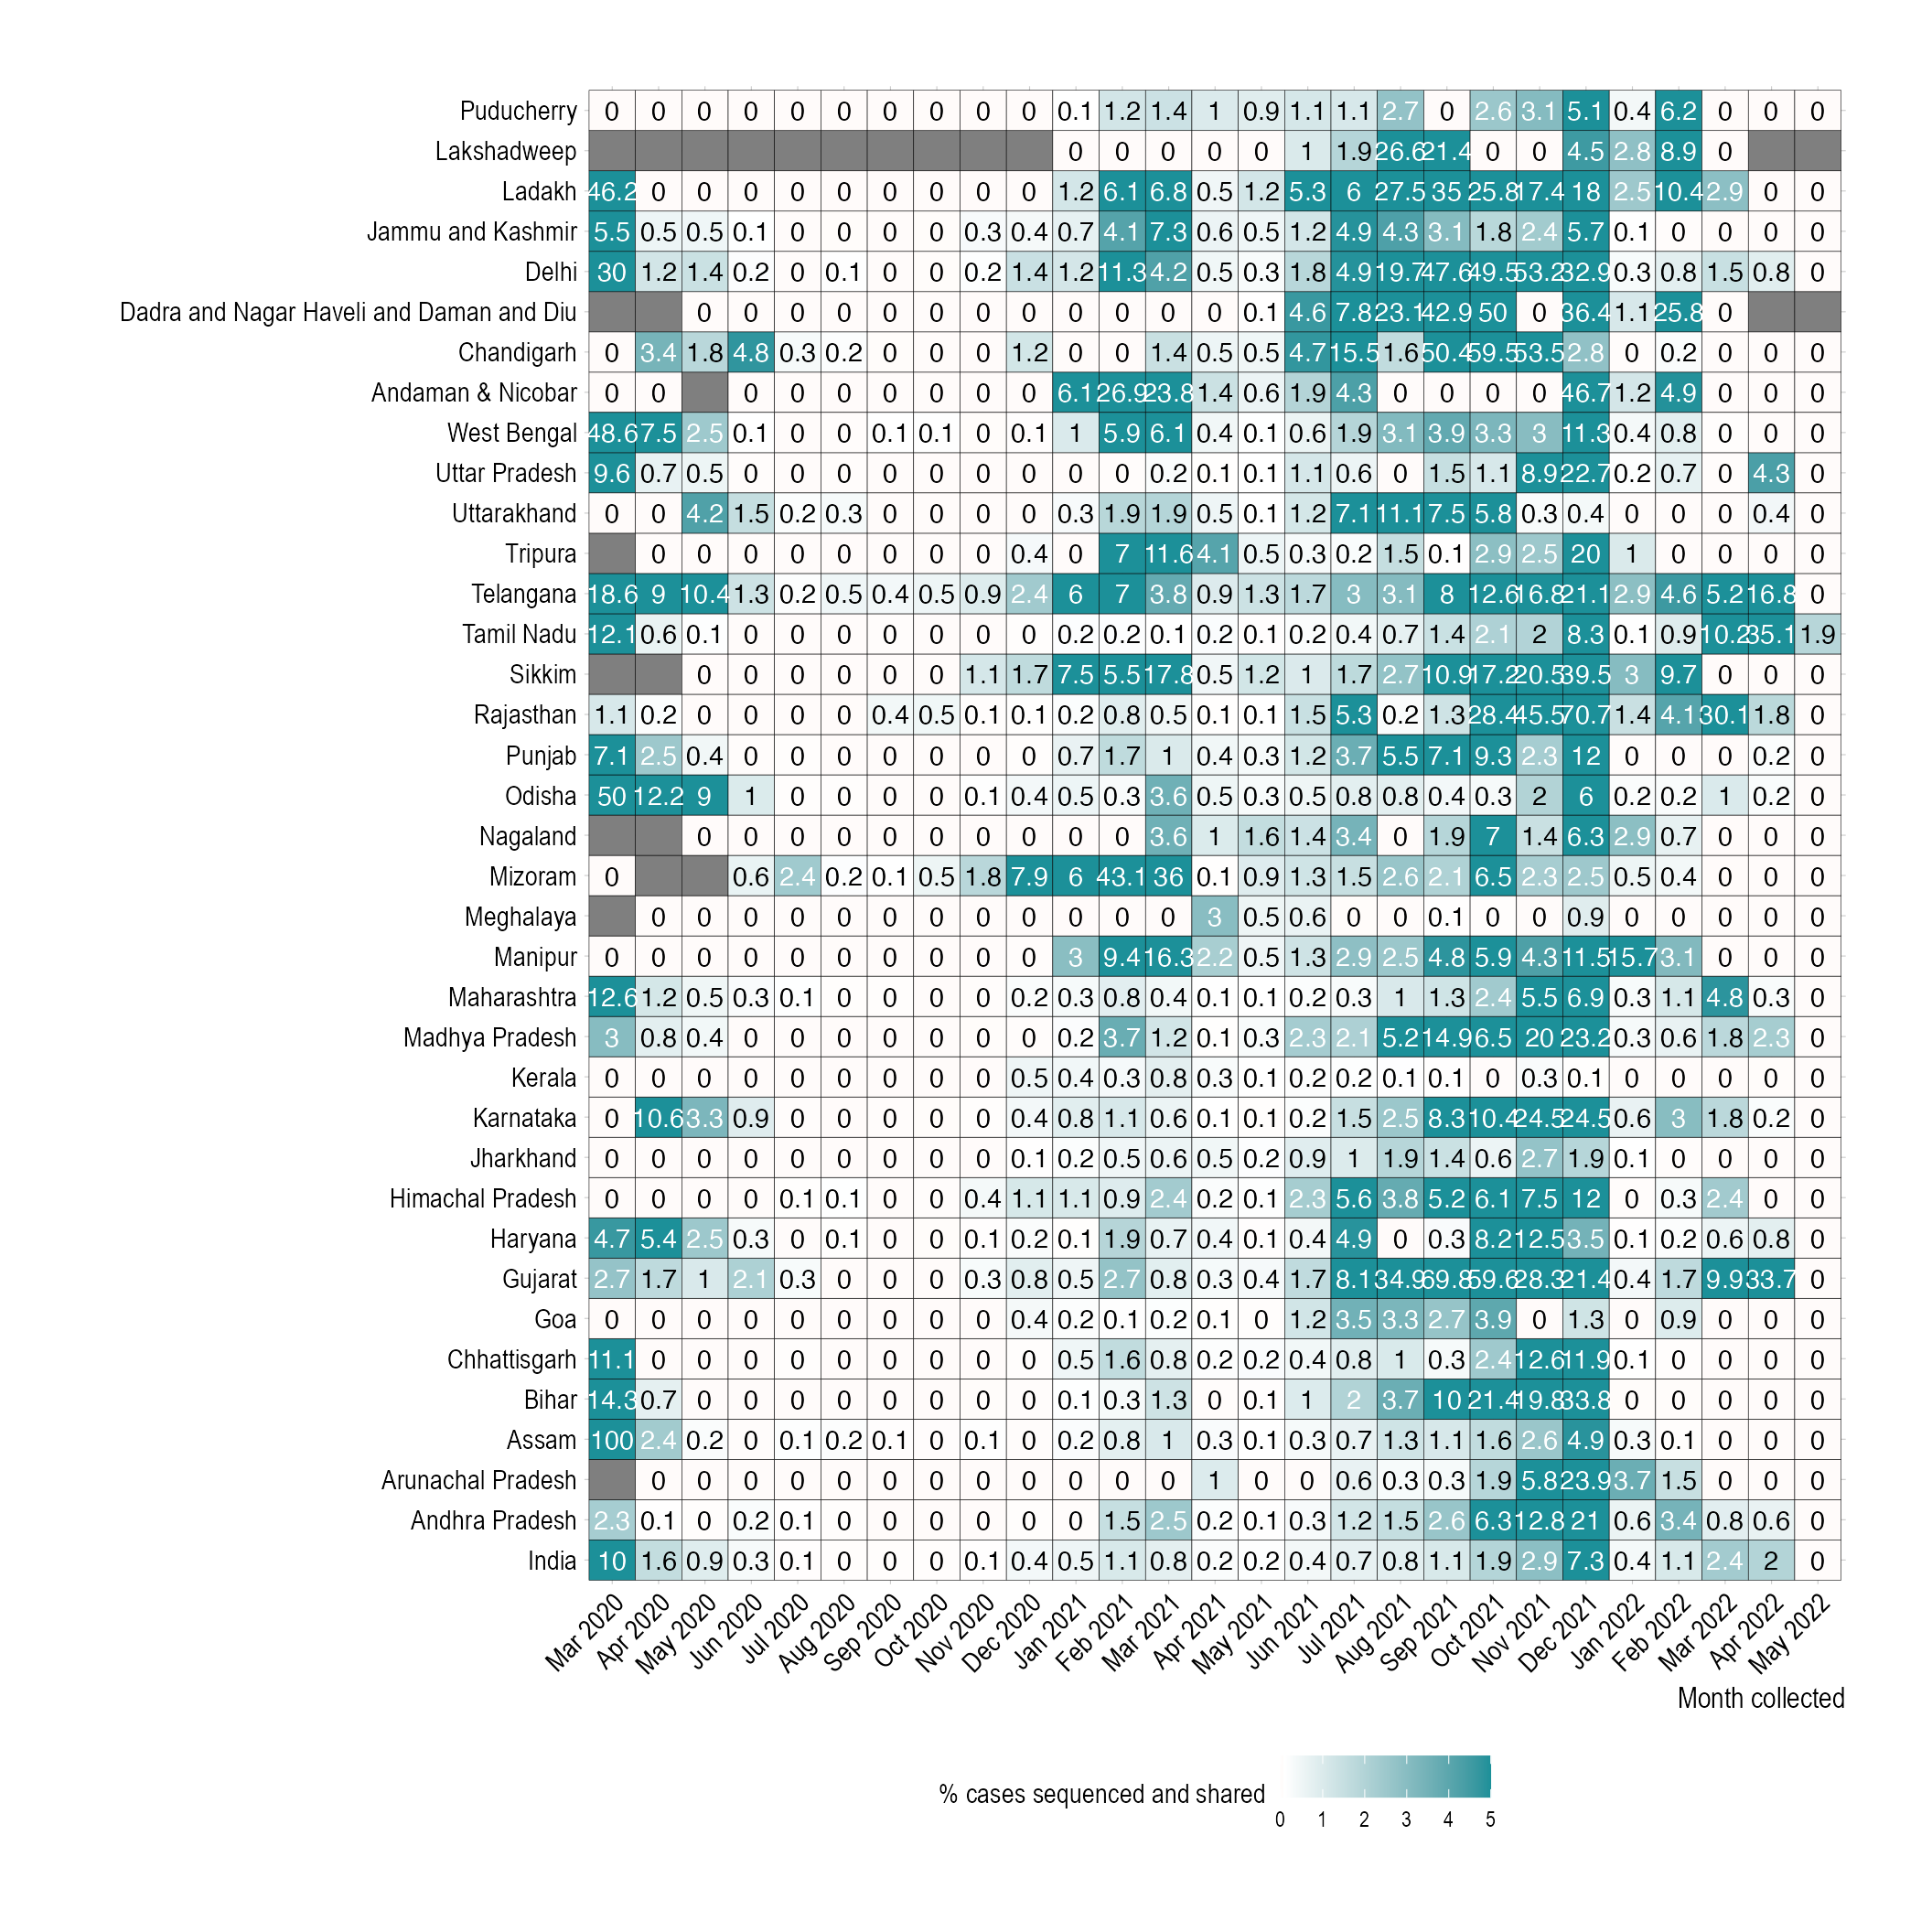 Puducherry 0 0 0 0 0 0 0 0 0 0 0.1 1.2 1.4 1 0.9 1.1 1.1 2.7 0 2.6 3.1 5.1 0.4 6.2 0 0 0
Lakshadweep 0 0 0 0 0 1 1.9 26.6 21.4 0 0 4.5 2.8 8.9 0
Ladakh 46.2 0 0 0 0 0 0 0 0 0 1.2 6.1 6.8 0.5 1.2 5.3 6 27.5 35 25.8 17.4 18 2.5 10.4 2.9 0 0
Jammu and Kashmir 5.5 0.5 0.5 0.1 0 0 0 0 0.3 0.4 0.7 4.1 7.3 0.6 0.5 1.2 4.9 4.3 3.1 1.8 2.4 5.7 0.1 0 0 0 0
Delhi 30 1.2 1.4 0.2 0 0.1 0 0 0.2 1.4 1.2 11.3 4.2 0.5 0.3 1.8 4.9 19.7 47.6 49.5 53.2 32.9 0.3 0.8 1.5 0.8 0
Dadra and Nagar Haveli and Daman and Diu 0 0 0 0 0 0 0 0 0 0 0 0 0.1 4.6 7.8 23.1 42.9 50 0 36.4 1.1 25.8 0
Chandigarh 0 3.4 1.8 4.8 0.3 0.2 0 0 0 1.2 0 0 1.4 0.5 0.5 4.7 15.5 1.6 50.4 59.5 53.5 2.8 0 0.2 0 0 0
Andaman & Nicobar 0 0 0 0 0 0 0 0 0 6.1 26.9 23.8 1.4 0.6 1.9 4.3 0 0 0 0 46.7 1.2 4.9 0 0 0
West Bengal 48.6 7.5 2.5 0.1 0 0 0.1 0.1 0 0.1 1 5.9 6.1 0.4 0.1 0.6 1.9 3.1 3.9 3.3 3 11.3 0.4 0.8 0 0 0
Uttar Pradesh 9.6 0.7 0.5 0 0 0 0 0 0 0 0 0 0.2 0.1 0.1 1.1 0.6 0 1.5 1.1 8.9 22.7 0.2 0.7 0 4.3 0
Uttarakhand 0 0 4.2 1.5 0.2 0.3 0 0 0 0 0.3 1.9 1.9 0.5 0.1 1.2 7.1 11.1 7.5 5.8 0.3 0.4 0 0 0 0.4 0
Tripura 0 0 0 0 0 0 0 0 0.4 0 7 11.6 4.1 0.5 0.3 0.2 1.5 0.1 2.9 2.5 20 1 0 0 0 0
Telangana 18.6 9 10.4 1.3 0.2 0.5 0.4 0.5 0.9 2.4 6 7 3.8 0.9 1.3 1.7 3 3.1 8 12.6 16.8 21.1 2.9 4.6 5.2 16.8 0
Tamil Nadu 12.1 0.6 0.1 0 0 0 0 0 0 0 0.2 0.2 0.1 0.2 0.1 0.2 0.4 0.7 1.4 2.1 2 8.3 0.1 0.9 10.2 35.1 1.9
Sikkim 0 0 0 0 0 0 1.1 1.7 7.5 5.5 17.8 0.5 1.2 1 1.7 2.7 10.9 17.2 20.5 39.5 3 9.7 0 0 0
Rajasthan 1.1 0.2 0 0 0 0 0.4 0.5 0.1 0.1 0.2 0.8 0.5 0.1 0.1 1.5 5.3 0.2 1.3 28.4 45.5 70.7 1.4 4.1 30.1 1.8 0
Punjab 7.1 2.5 0.4 0 0 0 0 0 0 0 0.7 1.7 1 0.4 0.3 1.2 3.7 5.5 7.1 9.3 2.3 12 0 0 0 0.2 0
Odisha 50 12.2 9 1 0 0 0 0 0.1 0.4 0.5 0.3 3.6 0.5 0.3 0.5 0.8 0.8 0.4 0.3 2 6 0.2 0.2 1 0.2 0
Nagaland 0 0 0 0 0 0 0 0 0 0 3.6 1 1.6 1.4 3.4 0 1.9 7 1.4 6.3 2.9 0.7 0 0 0
Mizoram 0 0.6 2.4 0.2 0.1 0.5 1.8 7.9 6 43.1 36 0.1 0.9 1.3 1.5 2.6 2.1 6.5 2.3 2.5 0.5 0.4 0 0 0
Meghalaya 0 0 0 0 0 0 0 0 0 0 0 0 3 0.5 0.6 0 0 0.1 0 0 0.9 0 0 0 0 0
Manipur 0 0 0 0 0 0 0 0 0 0 3 9.4 16.3 2.2 0.5 1.3 2.9 2.5 4.8 5.9 4.3 11.5 15.7 3.1 0 0 0
Maharashtra 12.6 1.2 0.5 0.3 0.1 0 0 0 0 0.2 0.3 0.8 0.4 0.1 0.1 0.2 0.3 1 1.3 2.4 5.5 6.9 0.3 1.1 4.8 0.3 0
Madhya Pradesh 3 0.8 0.4 0 0 0 0 0 0 0 0.2 3.7 1.2 0.1 0.3 2.3 2.1 5.2 14.9 6.5 20 23.2 0.3 0.6 1.8 2.3 0
Kerala 0 0 0 0 0 0 0 0 0 0.5 0.4 0.3 0.8 0.3 0.1 0.2 0.2 0.1 0.1 0 0.3 0.1 0 0 0 0 0
Karnataka 0 10.6 3.3 0.9 0 0 0 0 0 0.4 0.8 1.1 0.6 0.1 0.1 0.2 1.5 2.5 8.3 10.4 24.5 24.5 0.6 3 1.8 0.2 0
Jharkhand 0 0 0 0 0 0 0 0 0 0.1 0.2 0.5 0.6 0.5 0.2 0.9 1 1.9 1.4 0.6 2.7 1.9 0.1 0 0 0 0
Himachal Pradesh 0 0 0 0 0.1 0.1 0 0 0.4 1.1 1.1 0.9 2.4 0.2 0.1 2.3 5.6 3.8 5.2 6.1 7.5 12 0 0.3 2.4 0 0
Haryana 4.7 5.4 2.5 0.3 0 0.1 0 0 0.1 0.2 0.1 1.9 0.7 0.4 0.1 0.4 4.9 0 0.3 8.2 12.5 3.5 0.1 0.2 0.6 0.8 0
Gujarat 2.7 1.7 1 2.1 0.3 0 0 0 0.3 0.8 0.5 2.7 0.8 0.3 0.4 1.7 8.1 34.9 69.8 59.6 28.3 21.4 0.4 1.7 9.9 33.7 0
Goa 0 0 0 0 0 0 0 0 0 0.4 0.2 0.1 0.2 0.1 0 1.2 3.5 3.3 2.7 3.9 0 1.3 0 0.9 0 0 0
Chhattisgarh 11.1 0 0 0 0 0 0 0 0 0 0.5 1.6 0.8 0.2 0.2 0.4 0.8 1 0.3 2.4 12.6 11.9 0.1 0 0 0 0
Bihar 14.3 0.7 0 0 0 0 0 0 0 0 0.1 0.3 1.3 0 0.1 1 2 3.7 10 21.4 19.8 33.8 0 0 0 0 0
Assam 100 2.4 0.2 0 0.1 0.2 0.1 0 0.1 0 0.2 0.8 1 0.3 0.1 0.3 0.7 1.3 1.1 1.6 2.6 4.9 0.3 0.1 0 0 0
Arunachal Pradesh 0 0 0 0 0 0 0 0 0 0 0 0 1 0 0 0.6 0.3 0.3 1.9 5.8 23.9 3.7 1.5 0 0 0
Andhra Pradesh 2.3 0.1 0 0.2 0.1 0 0 0 0 0 0 1.5 2.5 0.2 0.1 0.3 1.2 1.5 2.6 6.3 12.8 21 0.6 3.4 0.8 0.6 0
India 10 1.6 0.9 0.3 0.1 0 0 0 0.1 0.4 0.5 1.1 0.8 0.2 0.2 0.4 0.7 0.8 1.1 1.9 2.9 7.3 0.4 1.1 2.4 2 0
Mar 2020 Apr 2020 May 2020 Jun 2020 Jul 2020 Aug 2020 Sep 2020 Oct 2020 Nov 2020 Dec 2020 Jan 2021 Feb 2021 Mar 2021 Apr 2021 May 2021 Jun 2021 Jul 2021 Aug 2021 Sep 2021 Oct 2021 Nov 2021 Dec 2021 Jan 2022 Feb 2022 Mar 2022 Apr 2022 May 2022
Month collected
% cases sequenced and shared
0 1 2 3 4 5